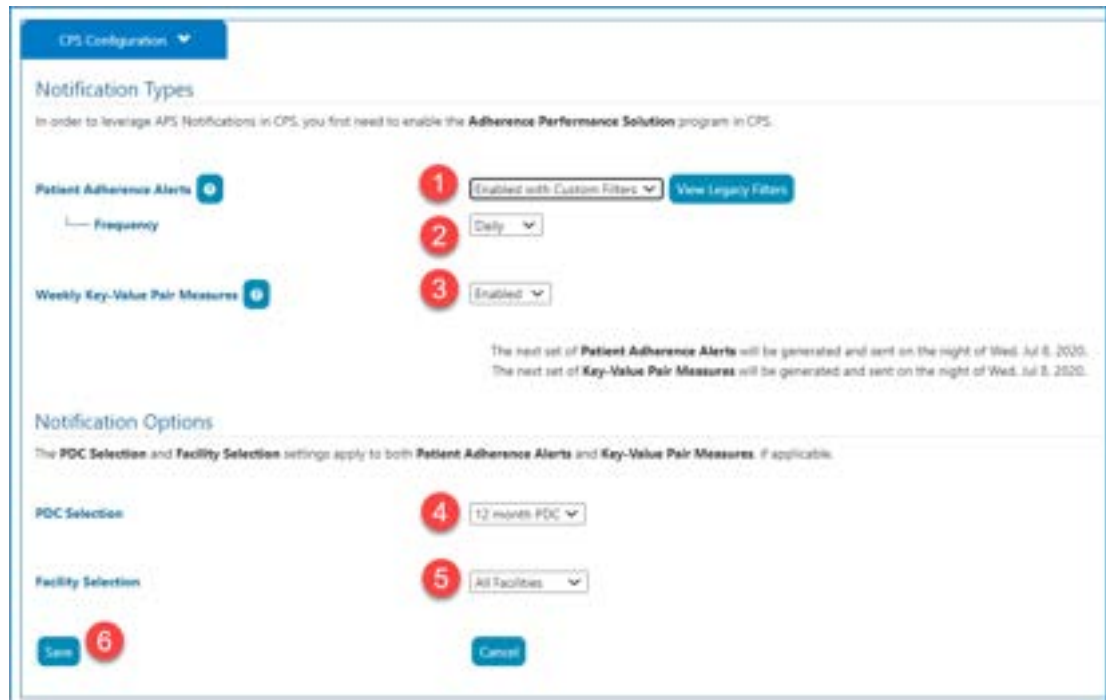 CPS Configuration
Notification Types
In order to leverage APS Notifications in CPS, you first need to enable the Adherence Performance Solution program in CPS.
Patient Adherence Alerts
1 Enabled with Custom Filters View Legacy Filters
Frequency
2 Daily
Weekly Key-Value Pair Measures
3 Enabled
The next set of Patient Adherence Alerts will be generated and sent on the night of Wed. Jul 8, 2020.
The next set of Key-Value Pair Measures will be generated and sent on the night of Wed. Jul 8, 2020.
Notification Options
The PDC Selection and Facility Selection settings apply to both Patient Adherence Alerts and Key-Value Pair Measures, if applicable.
PDC Selection
4 12 month PDC
Facility Selection
5 All Facilities
Save 6 Cancel